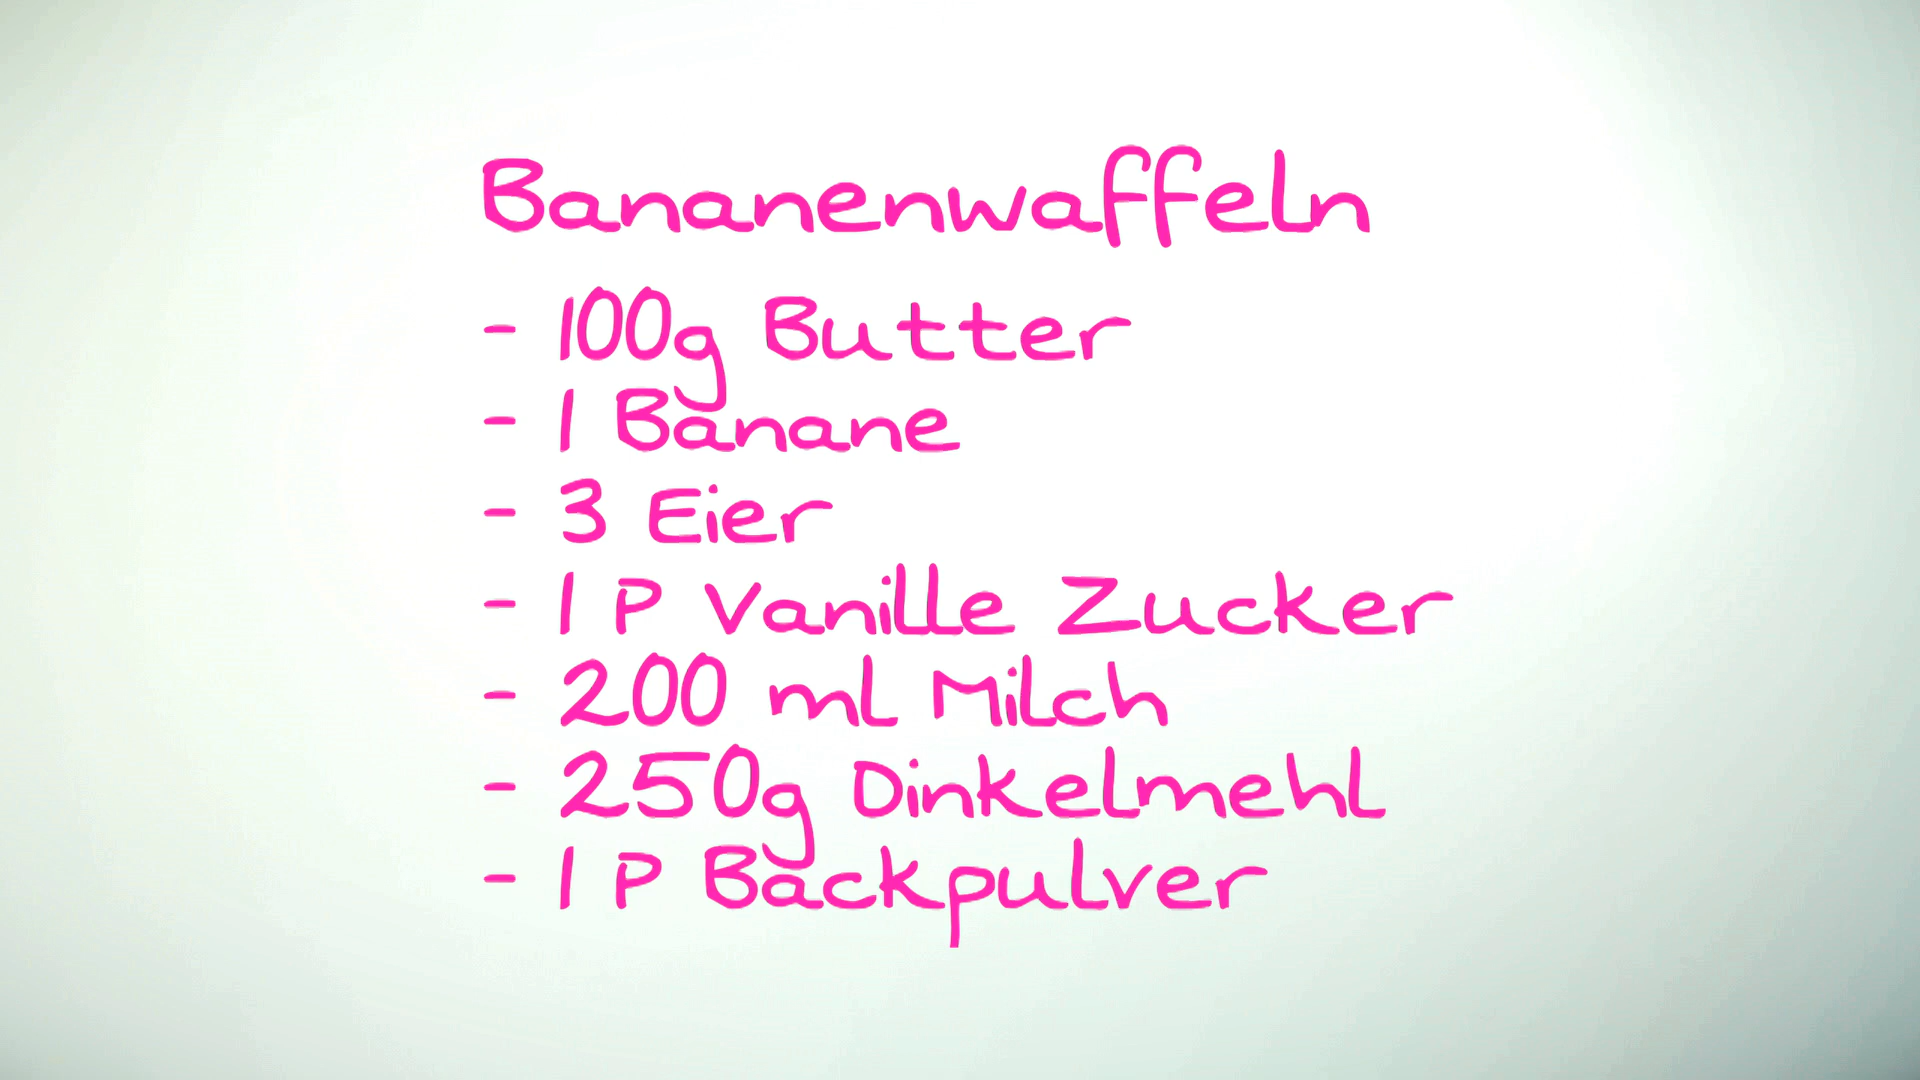 Bananenwaffeln
- 100g Butter
- 1 Banane
- 3 Eier
- 1 P Vanille Zucker
- 200 ml Milch
- 250g Dinkelmehl
- 1 P Backpulver